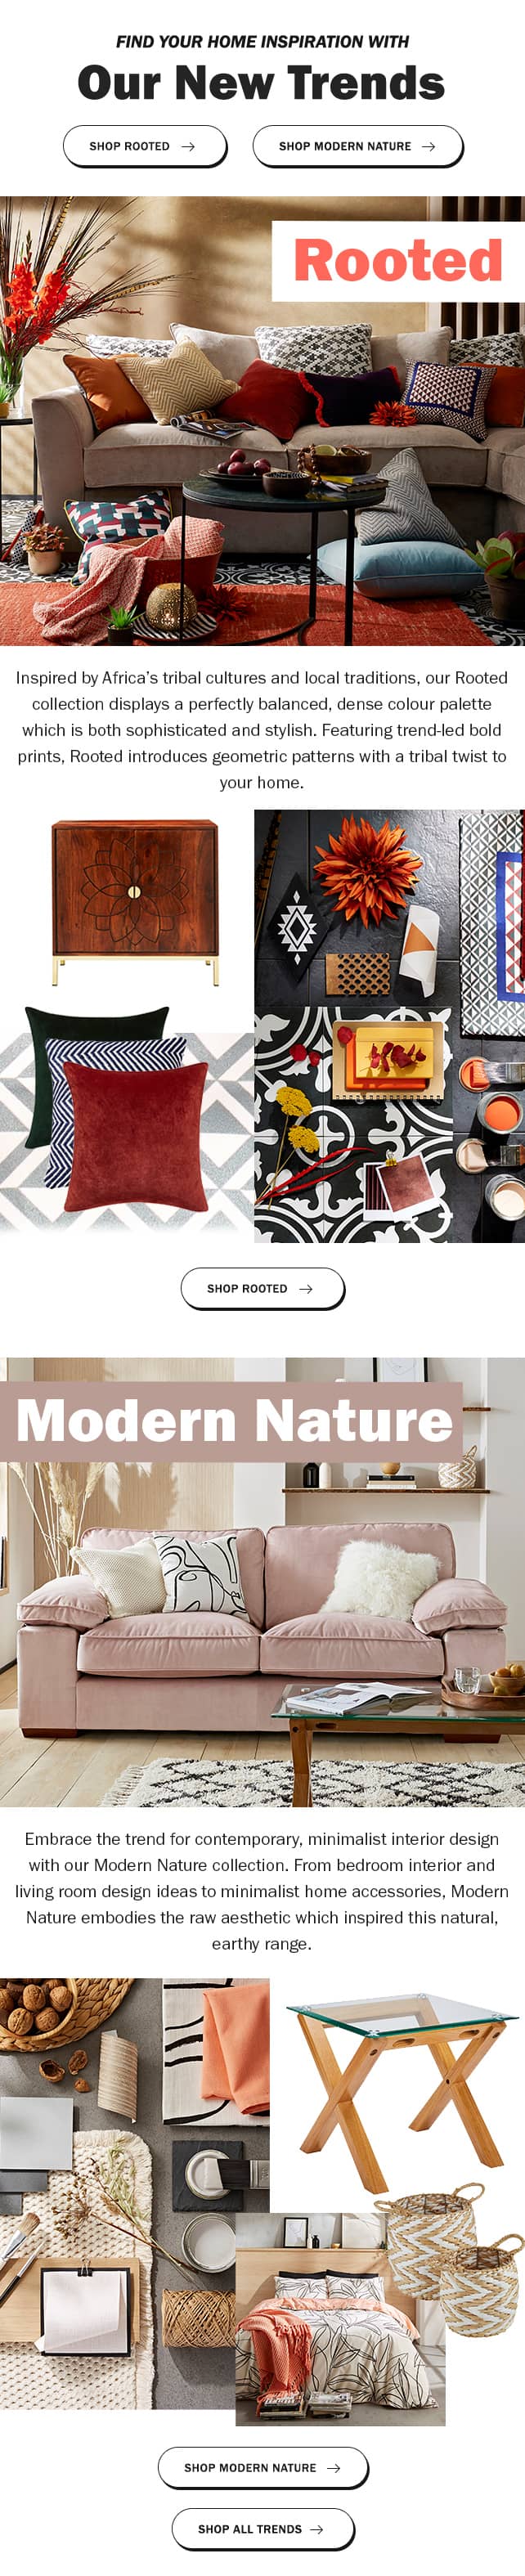 FIND YOUR HOME INSPIRATION WITH
Our New Trends
SHOP ROOTED →
SHOP MODERN NATURE →
Rooted
Inspired by Africa's tribal cultures and local traditions, our Rooted
collection displays a perfectly balanced, dense colour palette
which is both sophisticated and stylish. Featuring trend-led bold
prints, Rooted introduces geometric patterns with a tribal twist to
your home.
SHOP ROOTED →
Modern Nature
Embrace the trend for contemporary, minimalist interior design
with our Modern Nature collection. From bedroom interior and
living room design ideas to minimalist home accessories, Modern
Nature embodies the raw aesthetic which inspired this natural,
earthy range.
SHOP MODERN NATURE →
SHOP ALL TRENDS →